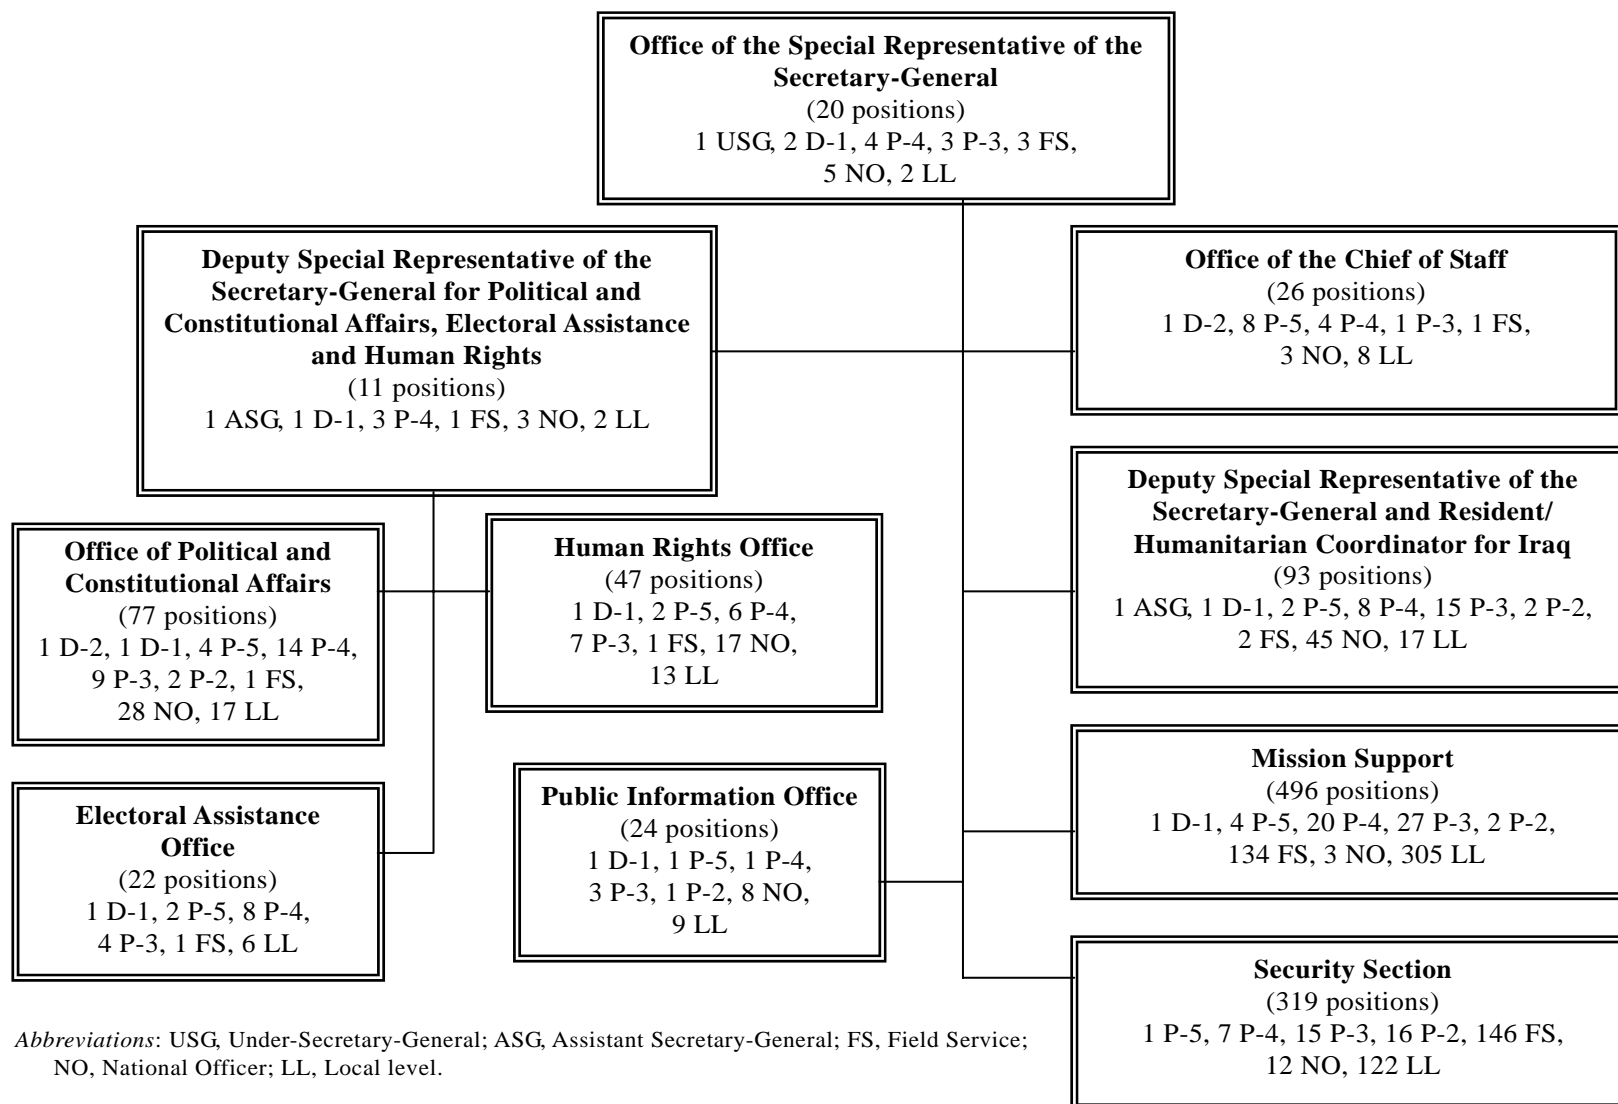 Office of the Special Representative of the
Secretary-General
(20 positions)
1 USG, 2 D-1, 4 P-4, 3 P-3, 3 FS,
5 NO, 2 LL
Deputy Special Representative of the
Secretary-General for Political and
Constitutional Affairs, Electoral Assistance
and Human Rights
(11 positions)
1 ASG, 1 D-1, 3 P-4, 1 FS, 3 NO, 2 LL
Office of the Chief of Staff
(26 positions)
1 D-2, 8 P-5, 4 P-4, 1 P-3, 1 FS,
3 NO, 8 LL
Deputy Special Representative of the
Secretary-General and Resident/
Humanitarian Coordinator for Iraq
(93 positions)
1 ASG, 1 D-1, 2 P-5, 8 P-4, 15 P-3, 2 P-2,
2 FS, 45 NO, 17 LL
Office of Political and
Constitutional Affairs
(77 positions)
1 D-2, 1 D-1, 4 P-5, 14 P-4,
9 P-3, 2 P-2, 1 FS,
28 NO, 17 LL
Human Rights Office
(47 positions)
1 D-1, 2 P-5, 6 P-4,
7 P-3, 1 FS, 17 NO,
13 LL
Electoral Assistance
Office
(22 positions)
1 D-1, 2 P-5, 8 P-4,
4 P-3, 1 FS, 6 LL
Public Information Office
(24 positions)
1 D-1, 1 P-5, 1 P-4,
3 P-3, 1 P-2, 8 NO,
9 LL
Mission Support
(496 positions)
1 D-1, 4 P-5, 20 P-4, 27 P-3, 2 P-2,
134 FS, 3 NO, 305 LL
Security Section
(319 positions)
1 P-5, 7 P-4, 15 P-3, 16 P-2, 146 FS,
12 NO, 122 LL
Abbreviations: USG, Under-Secretary-General; ASG, Assistant Secretary-General; FS, Field Service;
NO, National Officer; LL, Local level.